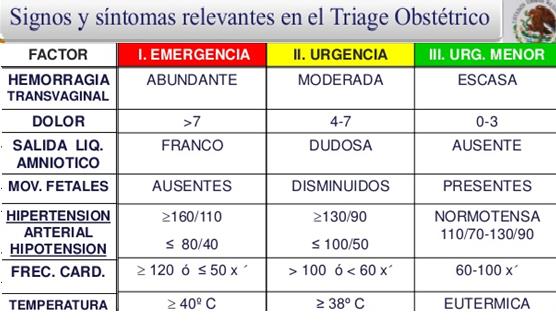 Signos y síntomas relevantes en el Triage Obstétrico
FACTOR I. EMERGENCIA II. URGENCIA III. URG. MENOR
HEMORRAGIA ABUNDANTE MODERADA ESCASA
TRANSVAGINAL
DOLOR >7 4-7 0-3
SALIDA LIQ. FRANCO DUDOSA AUSENTE
AMNIOTICO
MOV. FETALES AUSENTES DISMINUIDOS PRESENTES
HIPERTENSION ≥160/110 ≥130/90 NORMOTENSA
ARTERIAL 110/70-130/90
HIPOTENSION ≤ 80/40 ≤ 100/50
FREC. CARD. ≥ 120 ó ≤ 50 x´ > 100 ó < 60 x´ 60-100 x´
TEMPERATURA ≥ 40º C ≥ 38º C EUTERMICA